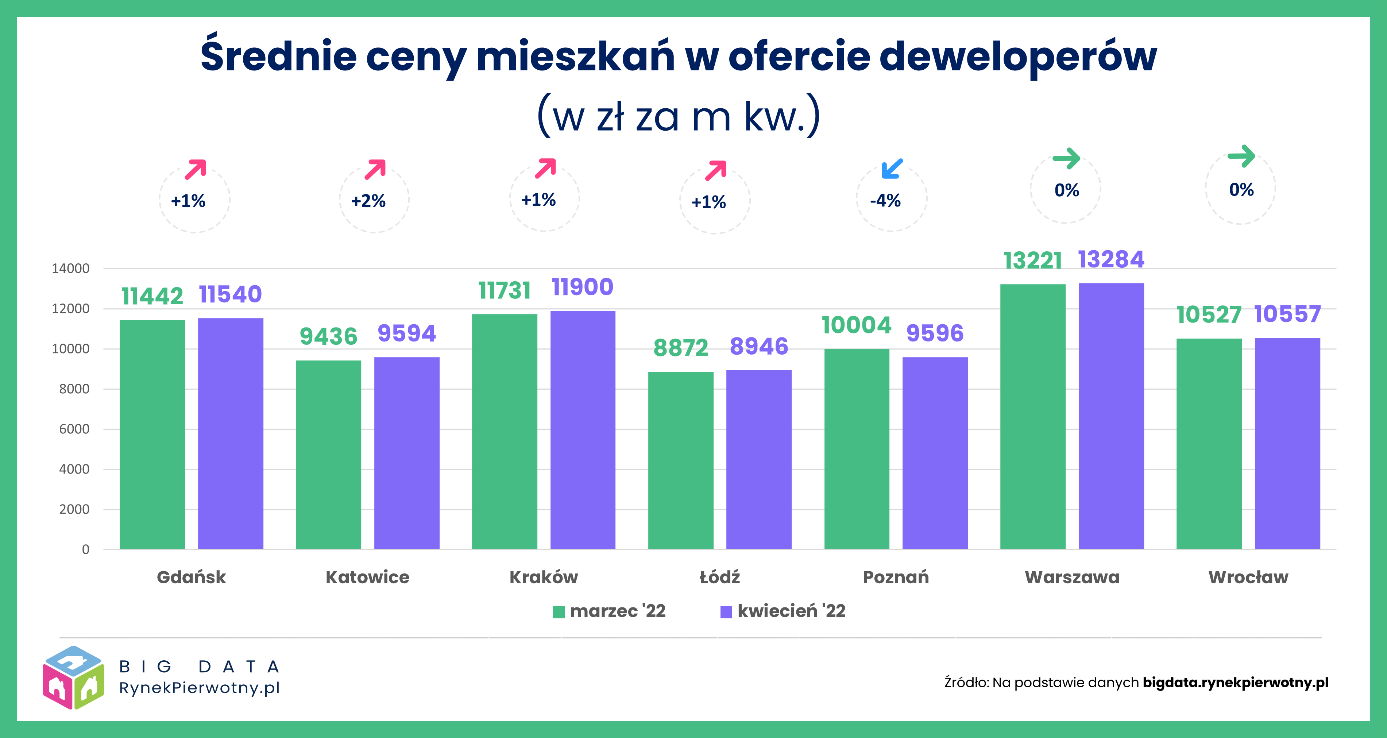 Średnie ceny mieszkań w ofercie deweloperów
(w zł za m kw.)
+1% +2% +1% +1% -4% 0% 0%
14000
12000
10000
8000
6000
4000
2000
0
11442 11540 9436 9594 11731 11900 8872 8946 10004 9596 13221 13284 10527 10557
Gdańsk Katowice Kraków Łódź Poznań Warszawa Wrocław
marzec '22 kwiecień '22
BIG DATA
RynekPierwotny.pl
Źródło: Na podstawie danych bigdata.rynekpierwotny.pl